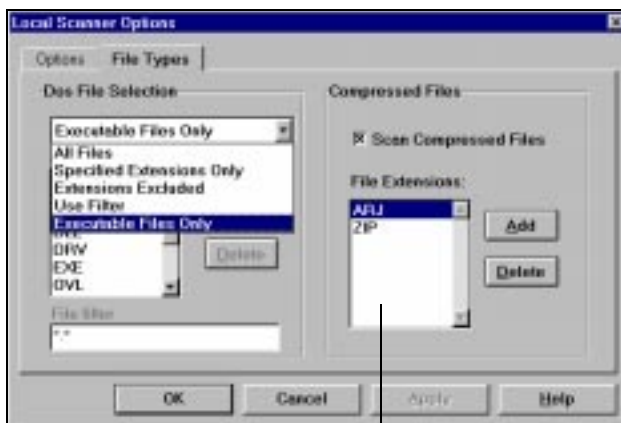 Local Scanner Options
Options
File Types
Dos File Selection
Executable Files Only
All Files
Specified Extensions Only
Extensions Excluded
Use Filter
Executable Files Only
DRV
EXE
OVL
Delete
File filter
*.*
Compressed Files
Scan Compressed Files
File Extensions:
ARJ
ZIP
Add
Delete
OK
Cancel
Apply
Help